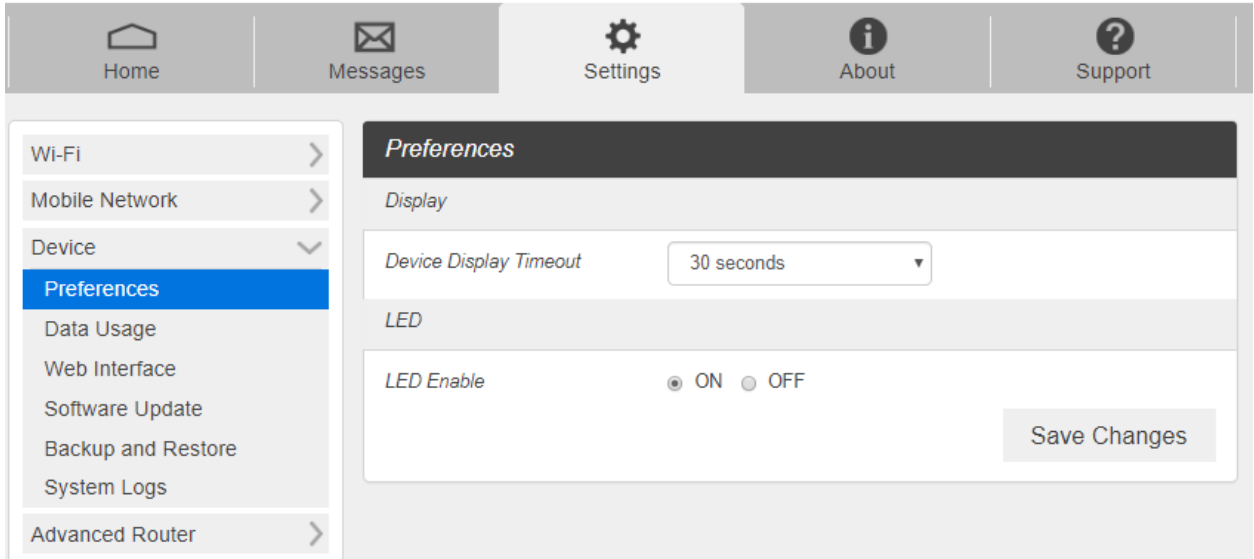 Home
Messages
Settings
About
Support
Wi-Fi
Mobile Network
Device
Preferences
Data Usage
Web Interface
Software Update
Backup and Restore
System Logs
Advanced Router
Preferences
Display
Device Display Timeout 30 seconds
LED
LED Enable ON OFF
Save Changes